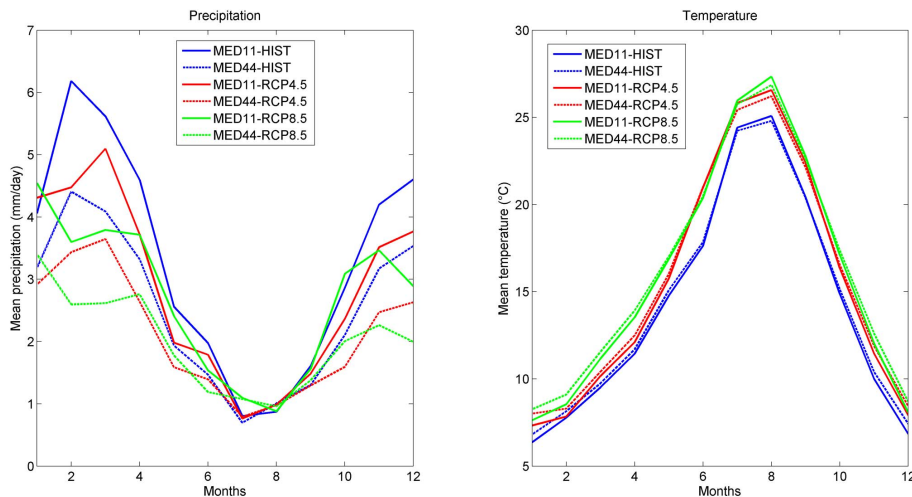 Precipitation
Mean precipitation (mm/day)
7
6
5
4
3
2
1
0
MED11-HIST
MED44-HIST
MED11-RCP4.5
MED44-RCP4.5
MED11-RCP8.5
MED44-RCP8.5
2 4 6 8 10 12
Months
Temperature
Mean temperature (°C)
30
25
20
15
10
5
MED11-HIST
MED44-HIST
MED11-RCP4.5
MED44-RCP4.5
MED11-RCP8.5
MED44-RCP8.5
2 4 6 8 10 12
Months